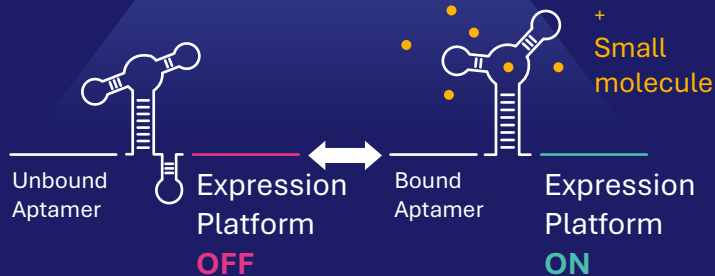 +
Small
molecule
Unbound
Aptamer
Expression
Platform
OFF
Bound
Aptamer
Expression
Platform
ON